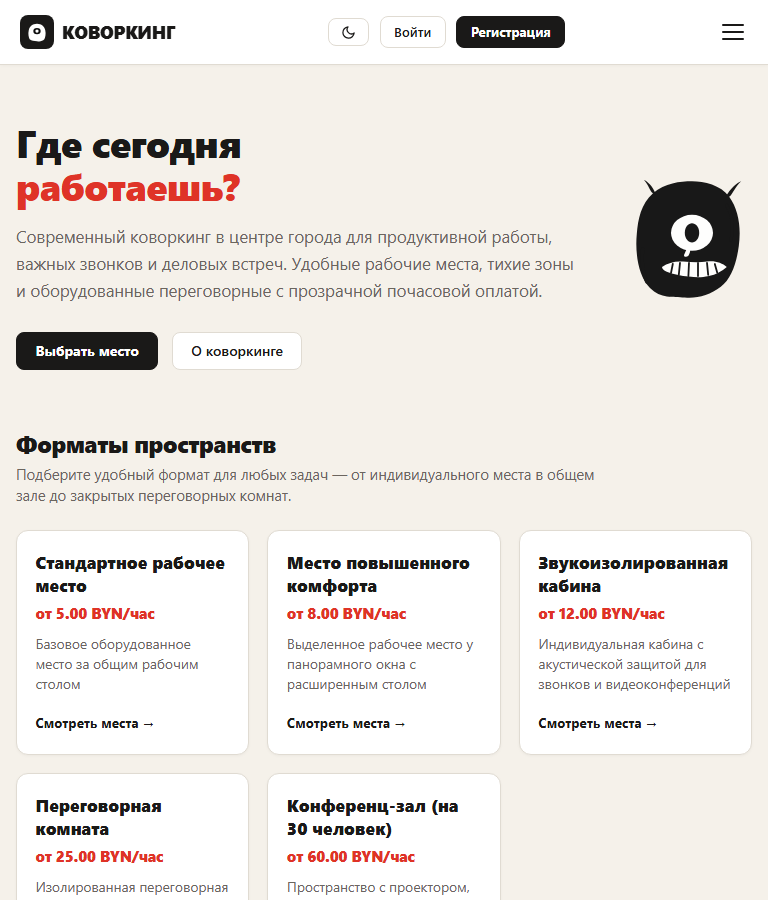 КОВОРКИНГ
Войти
Регистрация
Где сегодня
работаешь?
Современный коворкинг в центре города для продуктивной работы,
важных звонков и деловых встреч. Удобные рабочие места, тихие зоны
и оборудованные переговорные с прозрачной почасовой оплатой.
Выбрать место
О коворкинге
Форматы пространств
Подберите удобный формат для любых задач — от индивидуального места в общем
зале до закрытых переговорных комнат.
Стандартное рабочее
место
от 5.00 BYN/час
Базовое оборудованное
место за общим рабочим
столом
Смотреть места →
Место повышенного
комфорта
от 8.00 BYN/час
Выделенное рабочее место у
панорамного окна с
расширенным столом
Смотреть места →
Звукоизолированная
кабина
от 12.00 BYN/час
Индивидуальная кабина с
акустической защитой для
звонков и видеоконференций
Смотреть места →
Переговорная
комната
от 25.00 BYN/час
Изолированная переговорная
Конференц-зал (на
30 человек)
от 60.00 BYN/час
Пространство с проектором,